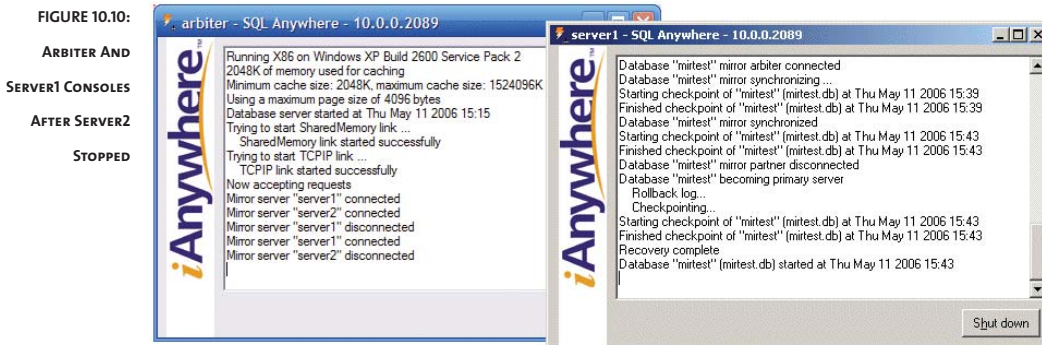 FIGURE 10.10:
ARBITER AND
SERVER1 CONSOLES
AFTER SERVER2
STOPPED
arbiter - SQL Anywhere - 10.0.0.2089
iAnywhere™
Running X86 on Windows XP Build 2600 Service Pack 2
2048K of memory used for caching
Minimum cache size: 2048K, maximum cache size: 1524096K
Using a maximum page size of 4096 bytes
Database server started at Thu May 11 2006 15:15
Trying to start SharedMemory link ...
SharedMemory link started successfully
Trying to start TCPIP link ...
TCPIP link started successfully
Now accepting requests
Mirror server "server1" connected
Mirror server "server2" connected
Mirror server "server1" disconnected
Mirror server "server1" connected
Mirror server "server2" disconnected
server1 - SQL Anywhere - 10.0.0.2089
iAnywhere™
Database "mirtest" mirror arbiter connected
Database "mirtest" mirror synchronizing ...
Starting checkpoint of "mirtest" (mirtest.db) at Thu May 11 2006 15:39
Finished checkpoint of "mirtest" (mirtest.db) at Thu May 11 2006 15:39
Database "mirtest" mirror synchronized
Starting checkpoint of "mirtest" (mirtest.db) at Thu May 11 2006 15:43
Finished checkpoint of "mirtest" (mirtest.db) at Thu May 11 2006 15:43
Database "mirtest" mirror partner disconnected
Database "mirtest" becoming primary server
Rollback log...
Checkpointing...
Starting checkpoint of "mirtest" (mirtest.db) at Thu May 11 2006 15:43
Finished checkpoint of "mirtest" (mirtest.db) at Thu May 11 2006 15:43
Recovery complete
Database "mirtest" (mirtest.db) started at Thu May 11 2006 15:43
Shut down